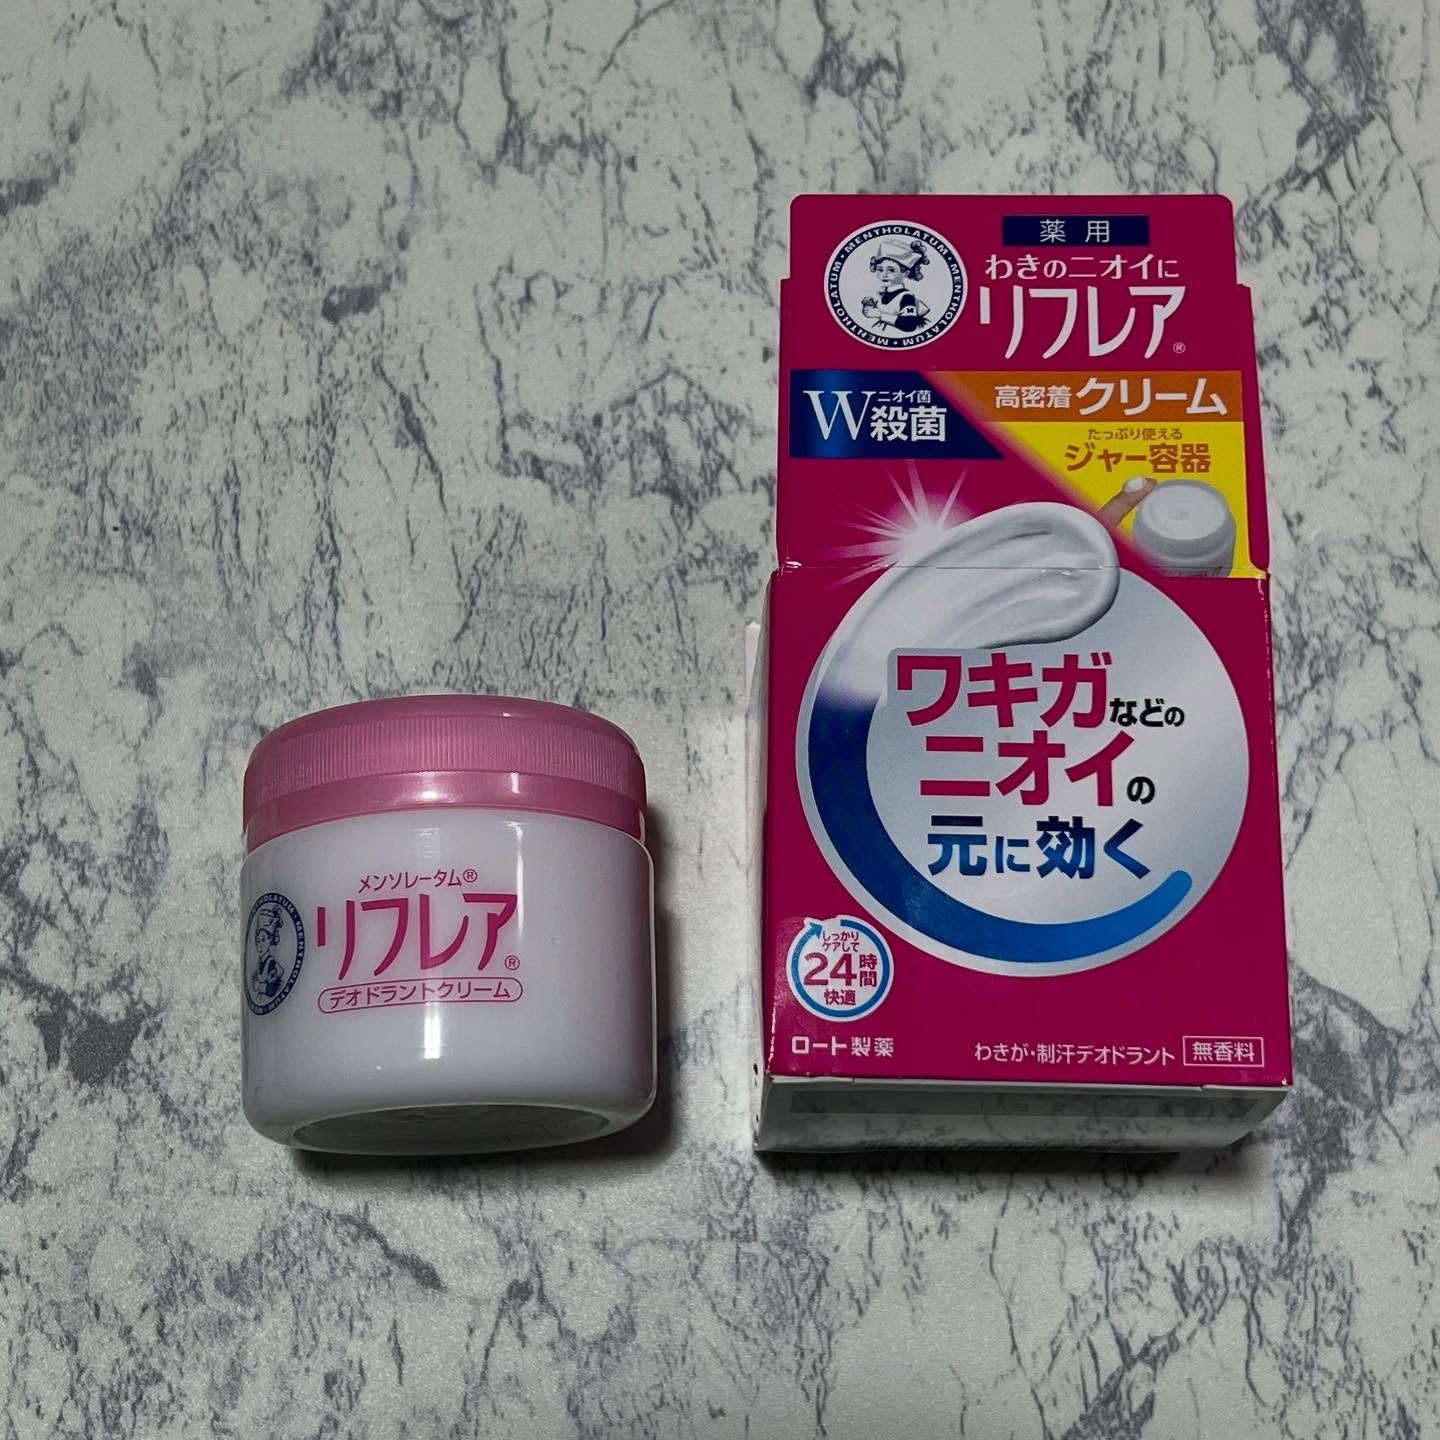 メンソレータム®
リフレア®
デオドラントクリーム
MENTHOLATUM・MENTHOLATUM・MENTHOLATUM
薬用
わきのニオイに
リフレア®
Wニオイ菌殺菌
高密着クリーム
たっぷり使える
ジャー容器
ワキガなどの
ニオイの
元に効く
しっかり
ケアして
24時間
快適
ロート製薬
わきが・制汗デオドラント 無香料